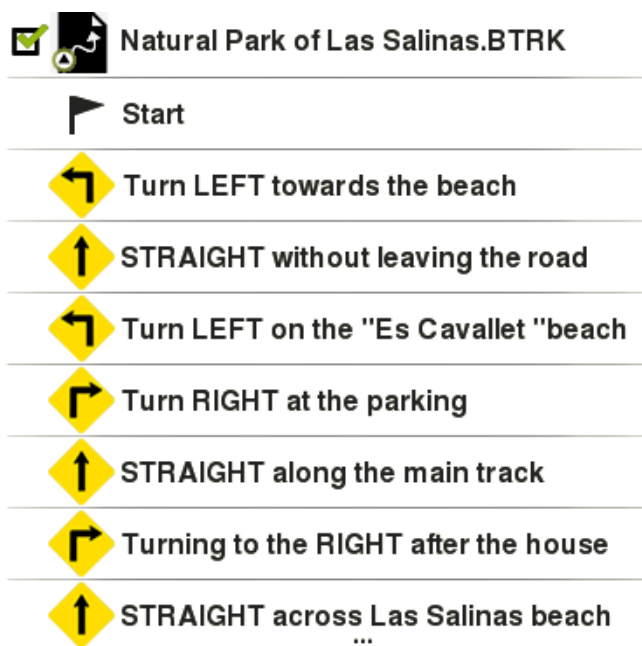 Natural Park of Las Salinas.BTRK
Start
Turn LEFT towards the beach
STRAIGHT without leaving the road
Turn LEFT on the "Es Cavallet "beach
Turn RIGHT at the parking
STRAIGHT along the main track
Turning to the RIGHT after the house
STRAIGHT across Las Salinas beach
...